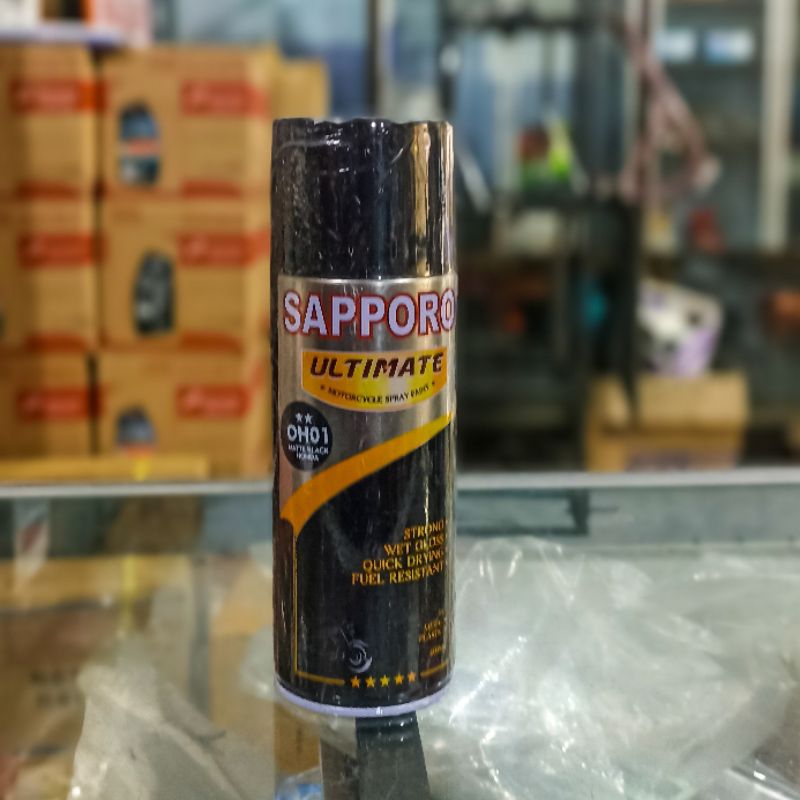 SAPPORO
ULTIMATE
MOTORCYCLE SPRAY PAINT
OH01
MATTE BLACK
HONDA
STRONG
WET GLOSS
QUICK DRYING
FUEL RESISTANT